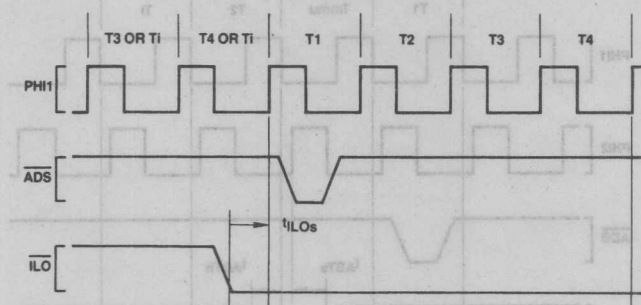 T3 OR Ti T4 OR Ti T1 T2 T3 T4
PHI1
ADS
tILOs
ILO